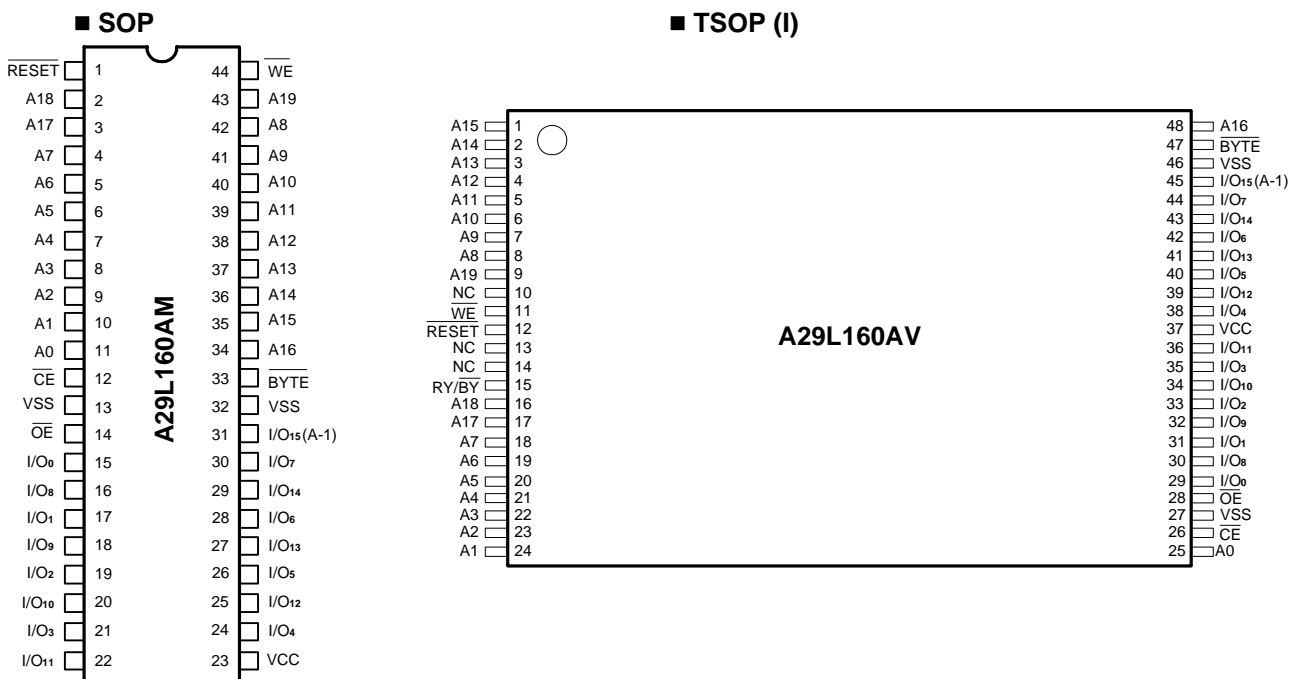 ■ SOP
RESET 1 44 WE
A18 2 43 A19
A17 3 42 A8
A7 4 41 A9
A6 5 40 A10
A5 6 39 A11
A4 7 38 A12
A3 8 37 A13
A2 9 36 A14
A1 10 35 A15
A0 11 34 A16
CE 12 33 BYTE
VSS 13 32 VSS
OE 14 31 I/O15(A-1)
I/O0 15 30 I/O7
I/O8 16 29 I/O14
I/O1 17 28 I/O6
I/O9 18 27 I/O13
I/O2 19 26 I/O5
I/O10 20 25 I/O12
I/O3 21 24 I/O4
I/O11 22 23 VCC
A29L160AM
■ TSOP (I)
A15 1 48 A16
A14 2 47 BYTE
A13 3 46 VSS
A12 4 45 I/O15(A-1)
A11 5 44 I/O7
A10 6 43 I/O14
A9 7 42 I/O6
A8 8 41 I/O13
A19 9 40 I/O5
NC 10 39 I/O12
WE 11 38 I/O4
RESET 12 37 VCC
NC 13 36 I/O11
NC 14 35 I/O3
RY/BY 15 34 I/O10
A18 16 33 I/O2
A17 17 32 I/O9
A7 18 31 I/O1
A6 19 30 I/O8
A5 20 29 I/O0
A4 21 28 OE
A3 22 27 VSS
A2 23 26 CE
A1 24 25 A0
A29L160AV